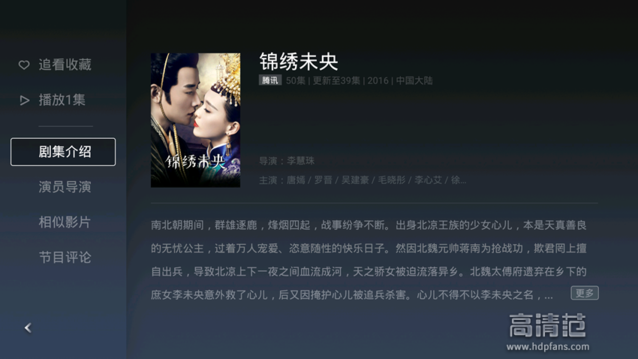 追看收藏
播放1集
剧集介绍
演员导演
相似影片
节目评论
锦绣未央
锦绣未央
腾讯 50集 | 更新至39集 | 2016 | 中国大陆
导演：李慧珠
主演：唐嫣 / 罗晋 / 吴建豪 / 毛晓彤 / 李心艾 / 徐...
南北朝期间，群雄逐鹿，烽烟四起，战事纷争不断。出身北凉王族的少女心儿，本是天真善良
的无忧公主，过着万人宠爱、恣意随性的快乐日子。然因北魏元帅蒋南为抢战功，欺君罔上擅
自出兵，导致北凉上下一夜之间血流成河，天之骄女被迫流落异乡。北魏太傅府遗弃在乡下的
庶女李未央意外救了心儿，后又因掩护心儿被追兵杀害。心儿不得不以李未央之名，... 更多
高清范
www.hdpfans.com